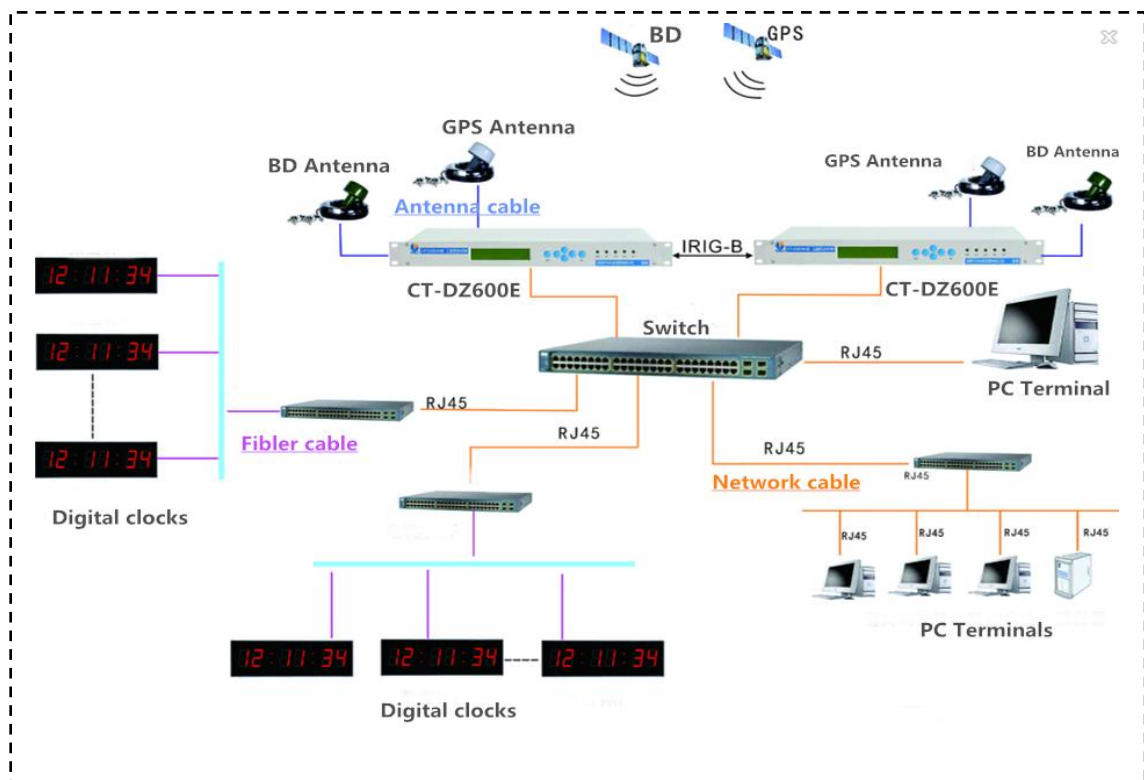 BD
GPS
GPS Antenna
BD Antenna
GPS Antenna
BD Antenna
Antenna cable
IRIG-B
CT-DZ600E
CT-DZ600E
12:11:34
Switch
12:11:34
RJ45
PC Terminal
RJ45
RJ45
Fibler cable
12:11:34
RJ45
Network cable
RJ45
Digital clocks
RJ45
RJ45
RJ45
RJ45
PC Terminals
12:11:34
12:11:34
12:11:34
Digital clocks